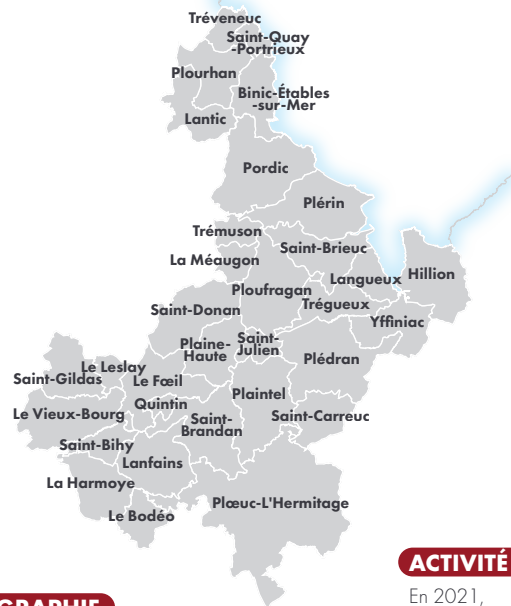 Tréveneuc
Saint-Quay
-Portrieux
Plourhan
Binic-Étables
-sur-Mer
Lantic
Pordic
Plérin
Trémuson
Saint-Brieuc
La Méaugon
Langueux
Hillion
Ploufragan
Trégueux
Saint-Donan
Yffiniac
Plaine-
Haute
Saint-
Julien
Plédran
Le Leslay
Saint-Gildas
Le Fœil
Plaintel
Quintin
Le Vieux-Bourg
Saint-
Brandan
Saint-Carreuc
Saint-Bihy
Lanfains
La Harmoye
Plœuc-L'Hermitage
Le Bodéo
ACTIVITÉ
En 2021,
GRAPHIE